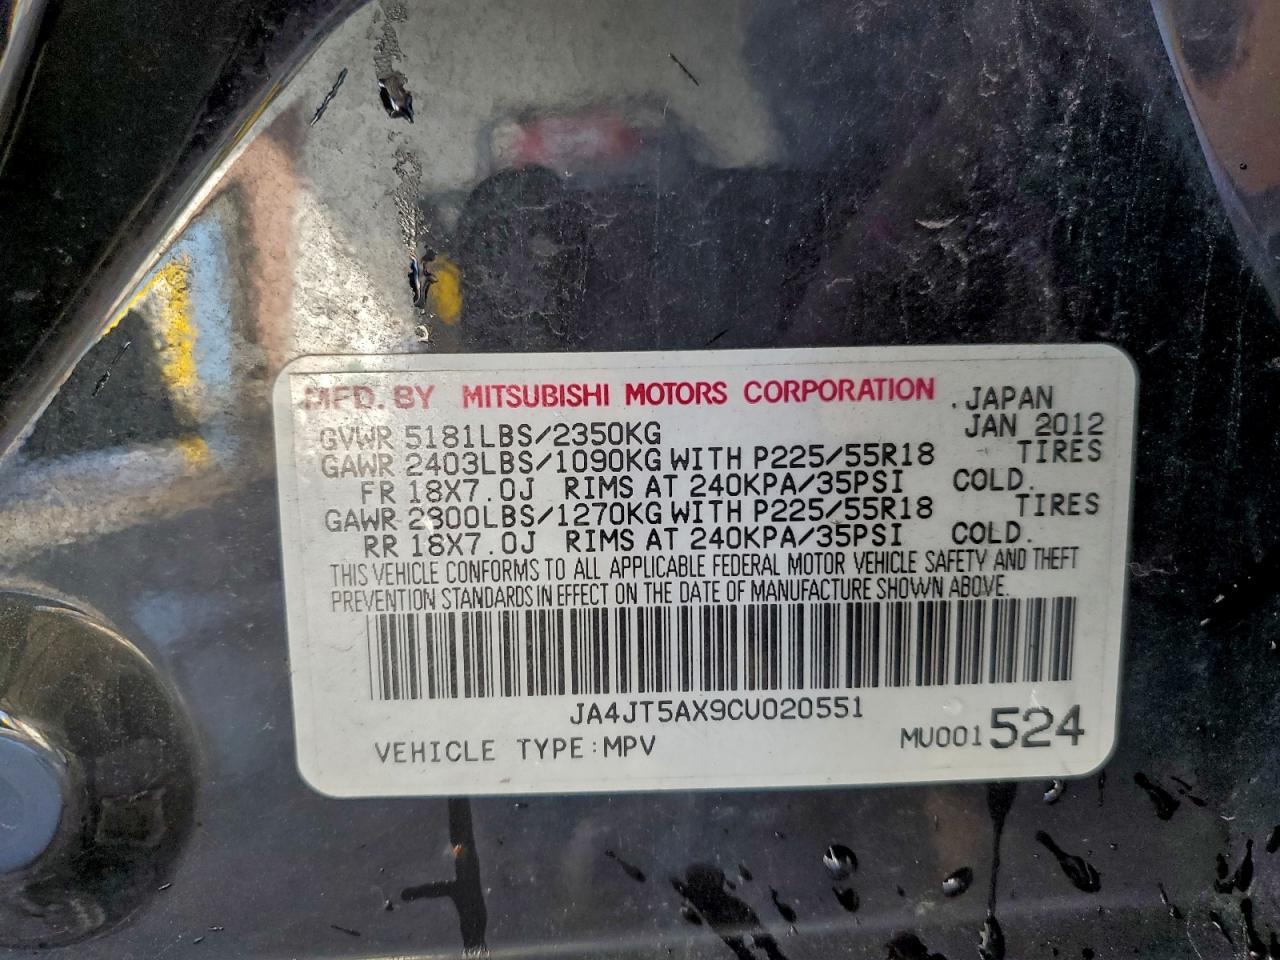 MFD. BY MITSUBISHI MOTORS CORPORATION . JAPAN
GVWR 5181LBS/2350KG JAN 2012
GAWR 2403LBS/1090KG WITH P225/55R18 TIRES
FR 18X7.0J RIMS AT 240KPA/35PSI COLD.
GAWR 2800LBS/1270KG WITH P225/55R18 TIRES
RR 18X7.0J RIMS AT 240KPA/35PSI COLD.
THIS VEHICLE CONFORMS TO ALL APPLICABLE FEDERAL MOTOR VEHICLE SAFETY AND THEFT
PREVENTION STANDARDS IN EFFECT ON THE DATE OF MANUFACTURE SHOWN ABOVE.
JA4JT5AX9CU020551
VEHICLE TYPE:MPV MU001524